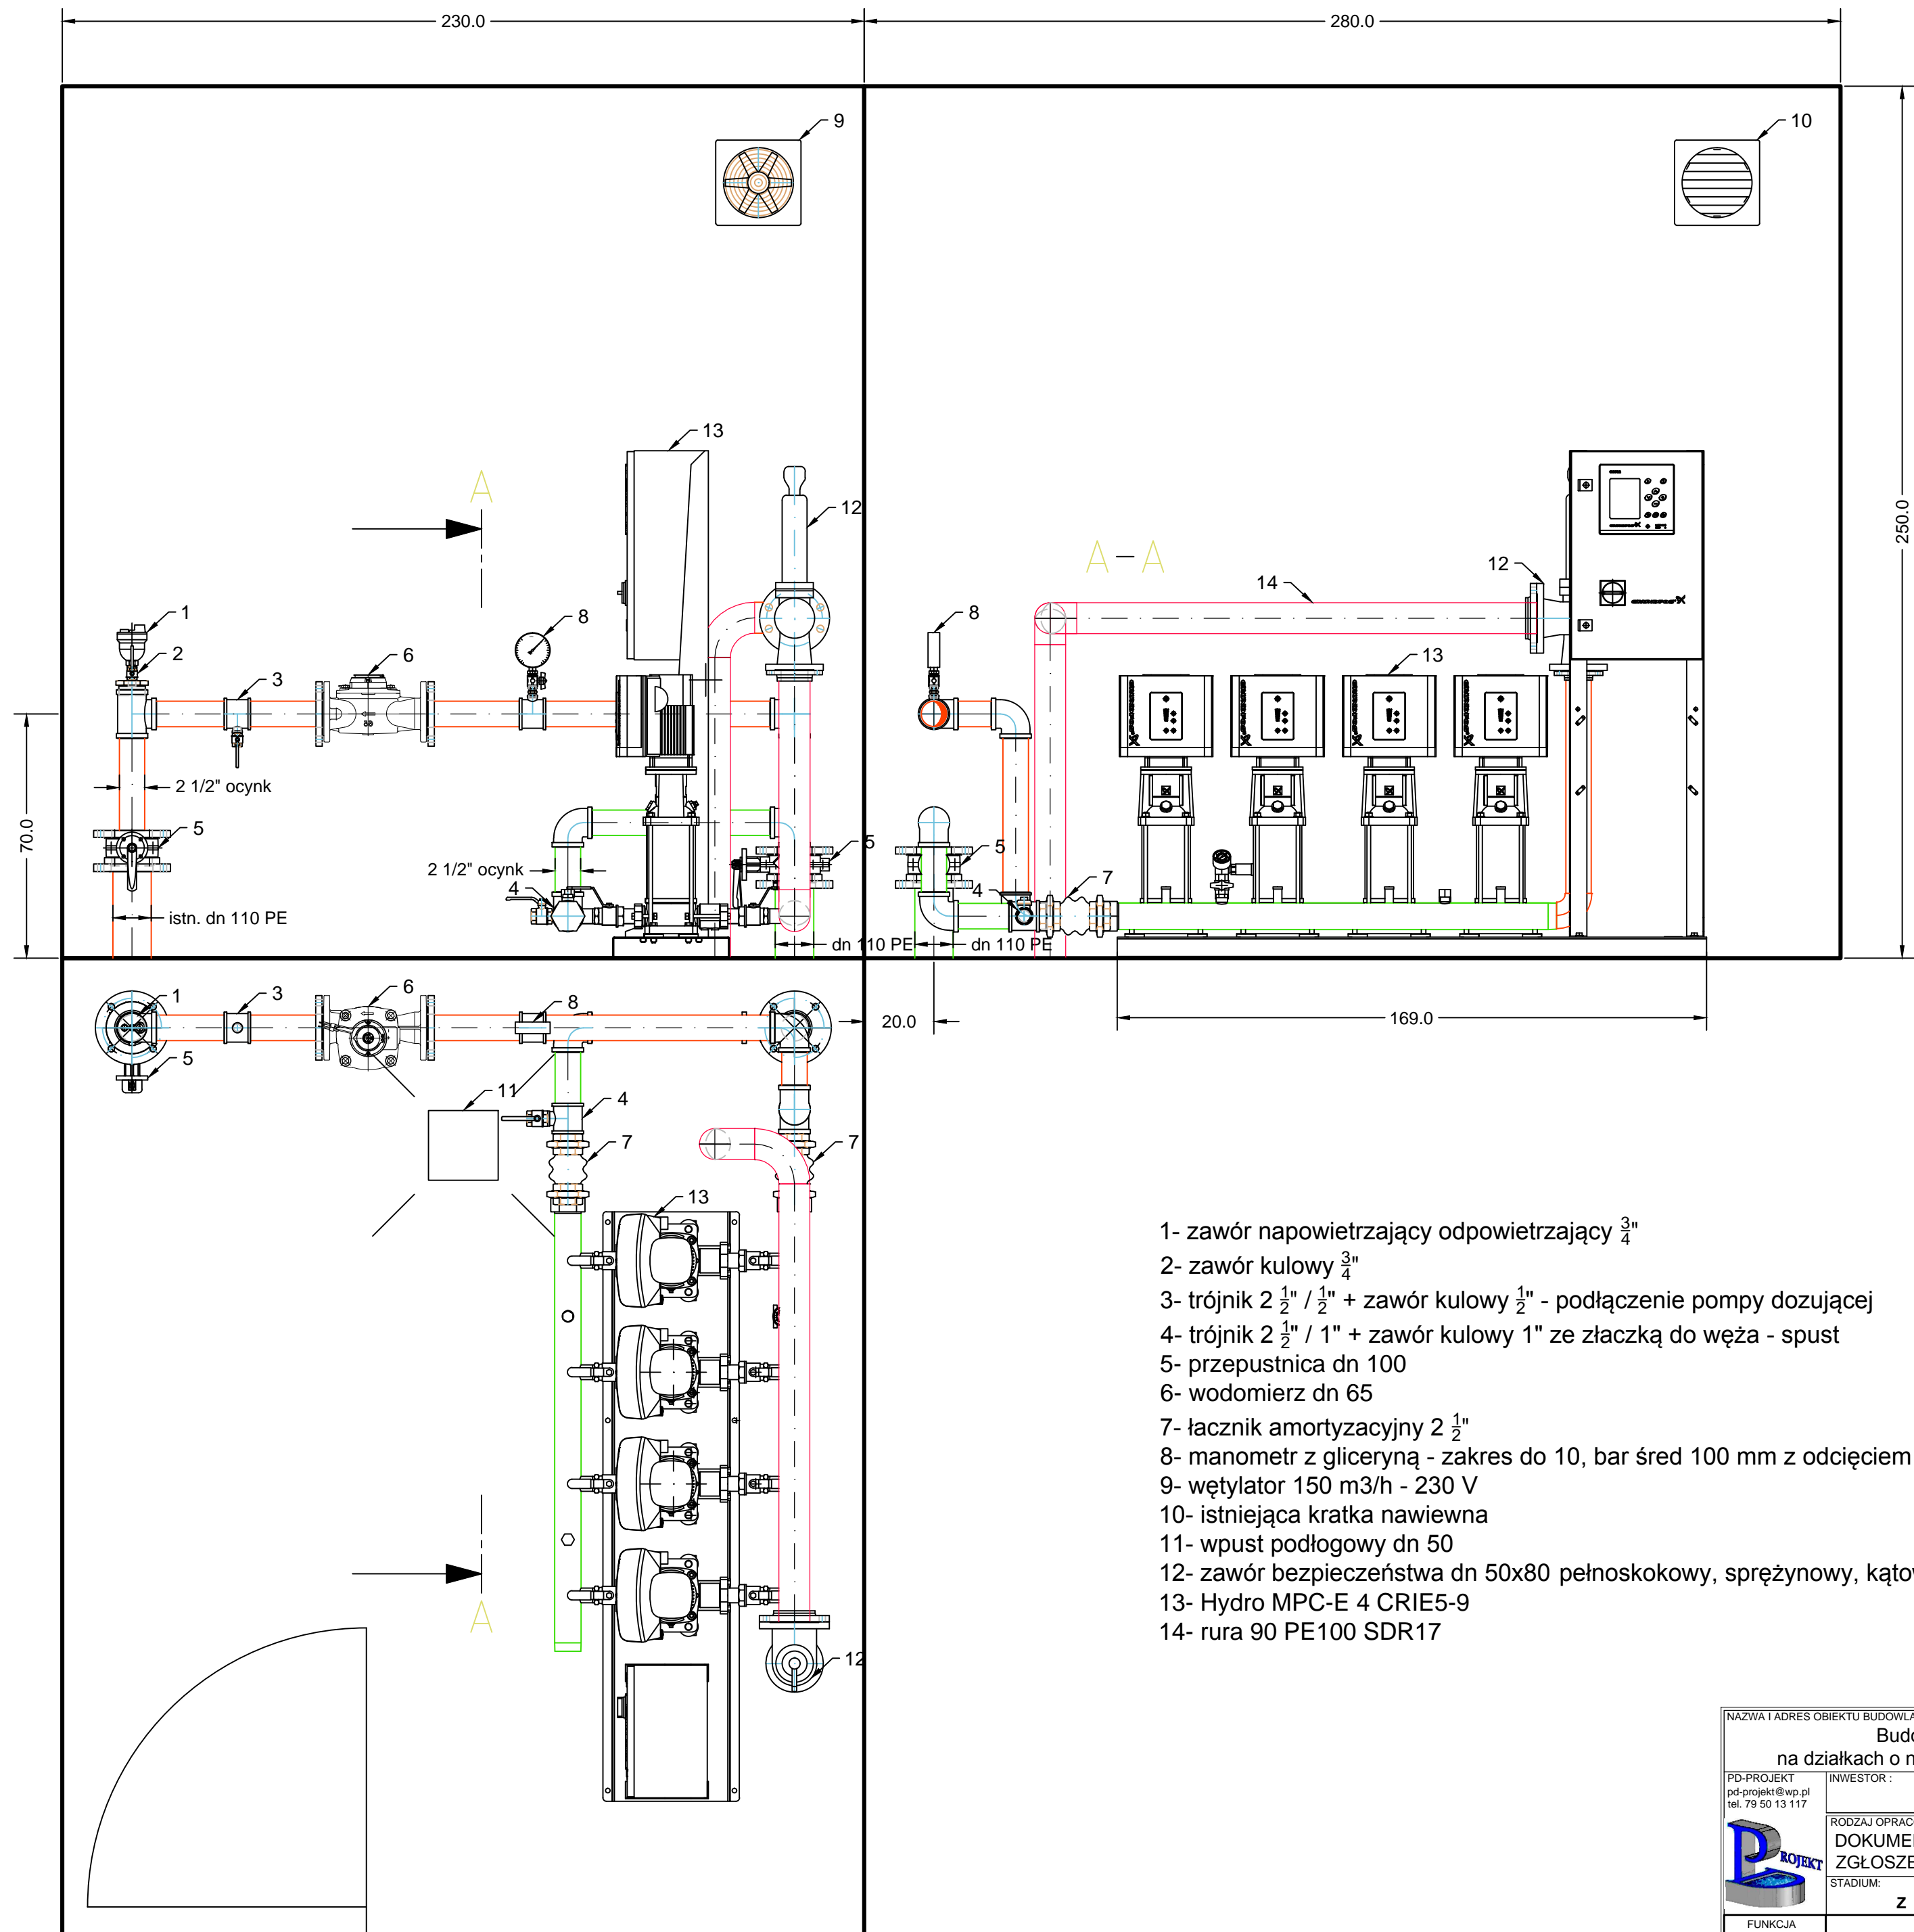 230.0
280.0
9
10
250.0
13
A
12
A-A
12
14
1
8
8
2
6
3
13
2 1/2" ocynk
70.0
5
5
5
2 1/2" ocynk
4
4
7
istn. dn 110 PE
dn 110 PE
dn 110 PE
1
3
6
8
20.0
169.0
5
11
4
7
7
13
A
12
1- zawór napowietrzający odpowietrzający 3/4"
2- zawór kulowy 3/4"
3- trójnik 2 1/2" / 1/2" + zawór kulowy 1/2" - podłączenie pompy dozującej
4- trójnik 2 1/2" / 1" + zawór kulowy 1" ze złaczką do węża - spust
5- przepustnica dn 100
6- wodomierz dn 65
7- łacznik amortyzacyjny 2 1/2"
8- manometr z gliceryną - zakres do 10, bar śred 100 mm z odcięciem
9- wętylator 150 m3/h - 230 V
10- istniejąca kratka nawiewna
11- wpust podłogowy dn 50
12- zawór bezpieczeństwa dn 50x80 pełnoskokowy, sprężynowy, kąto
13- Hydro MPC-E 4 CRIE5-9
14- rura 90 PE100 SDR17
NAZWA I ADRES OBIEKTU BUDOWLA
Budo
na działkach o n
PD-PROJEKT
pd-projekt@wp.pl
tel. 79 50 13 117
INWESTOR :
RODZAJ OPRAC
DOKUME
ZGŁOSZE
PROJEKT
STADIUM:
Z
FUNKCJA